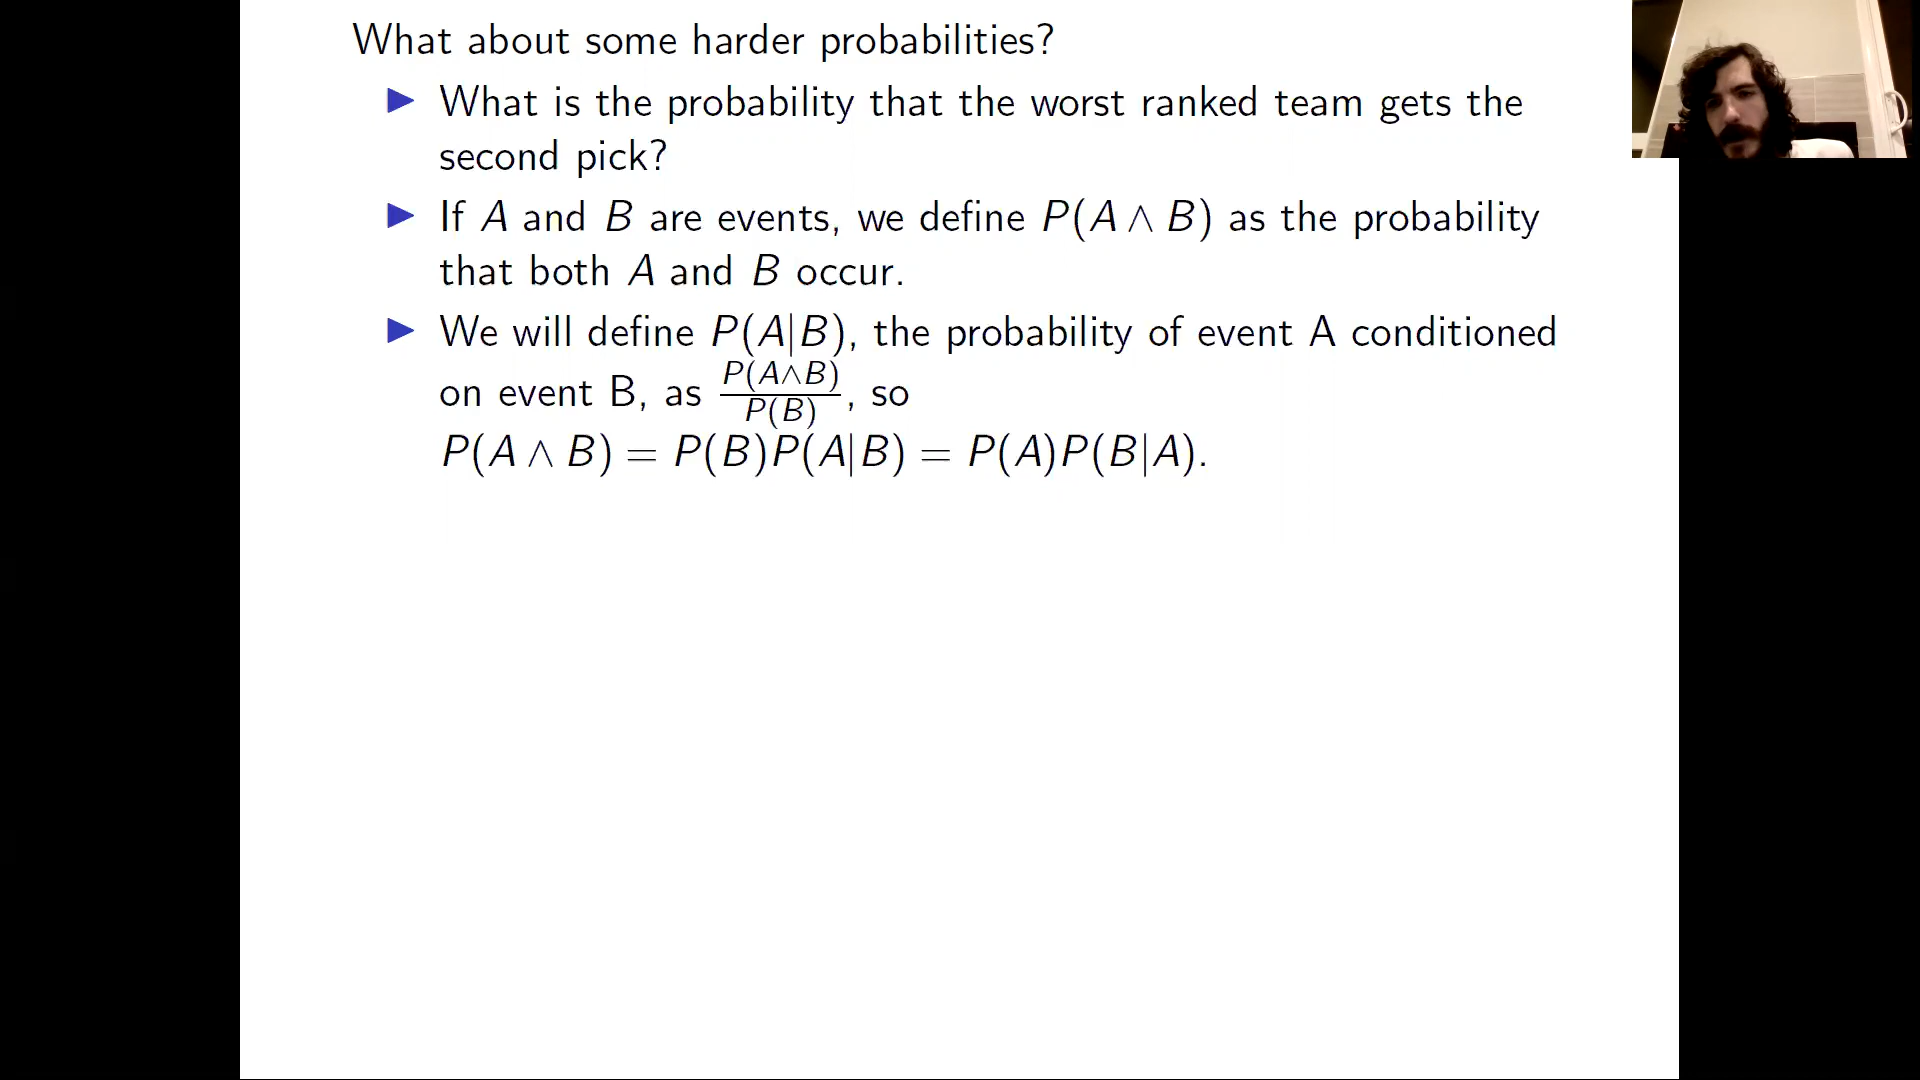 What about some harder probabilities?
▶ What is the probability that the worst ranked team gets the
second pick?
▶ If A and B are events, we define P(A ∧ B) as the probability
that both A and B occur.
▶ We will define P(A|B), the probability of event A conditioned
on event B, as P(A∧B)/P(B), so
P(A ∧ B) = P(B)P(A|B) = P(A)P(B|A).